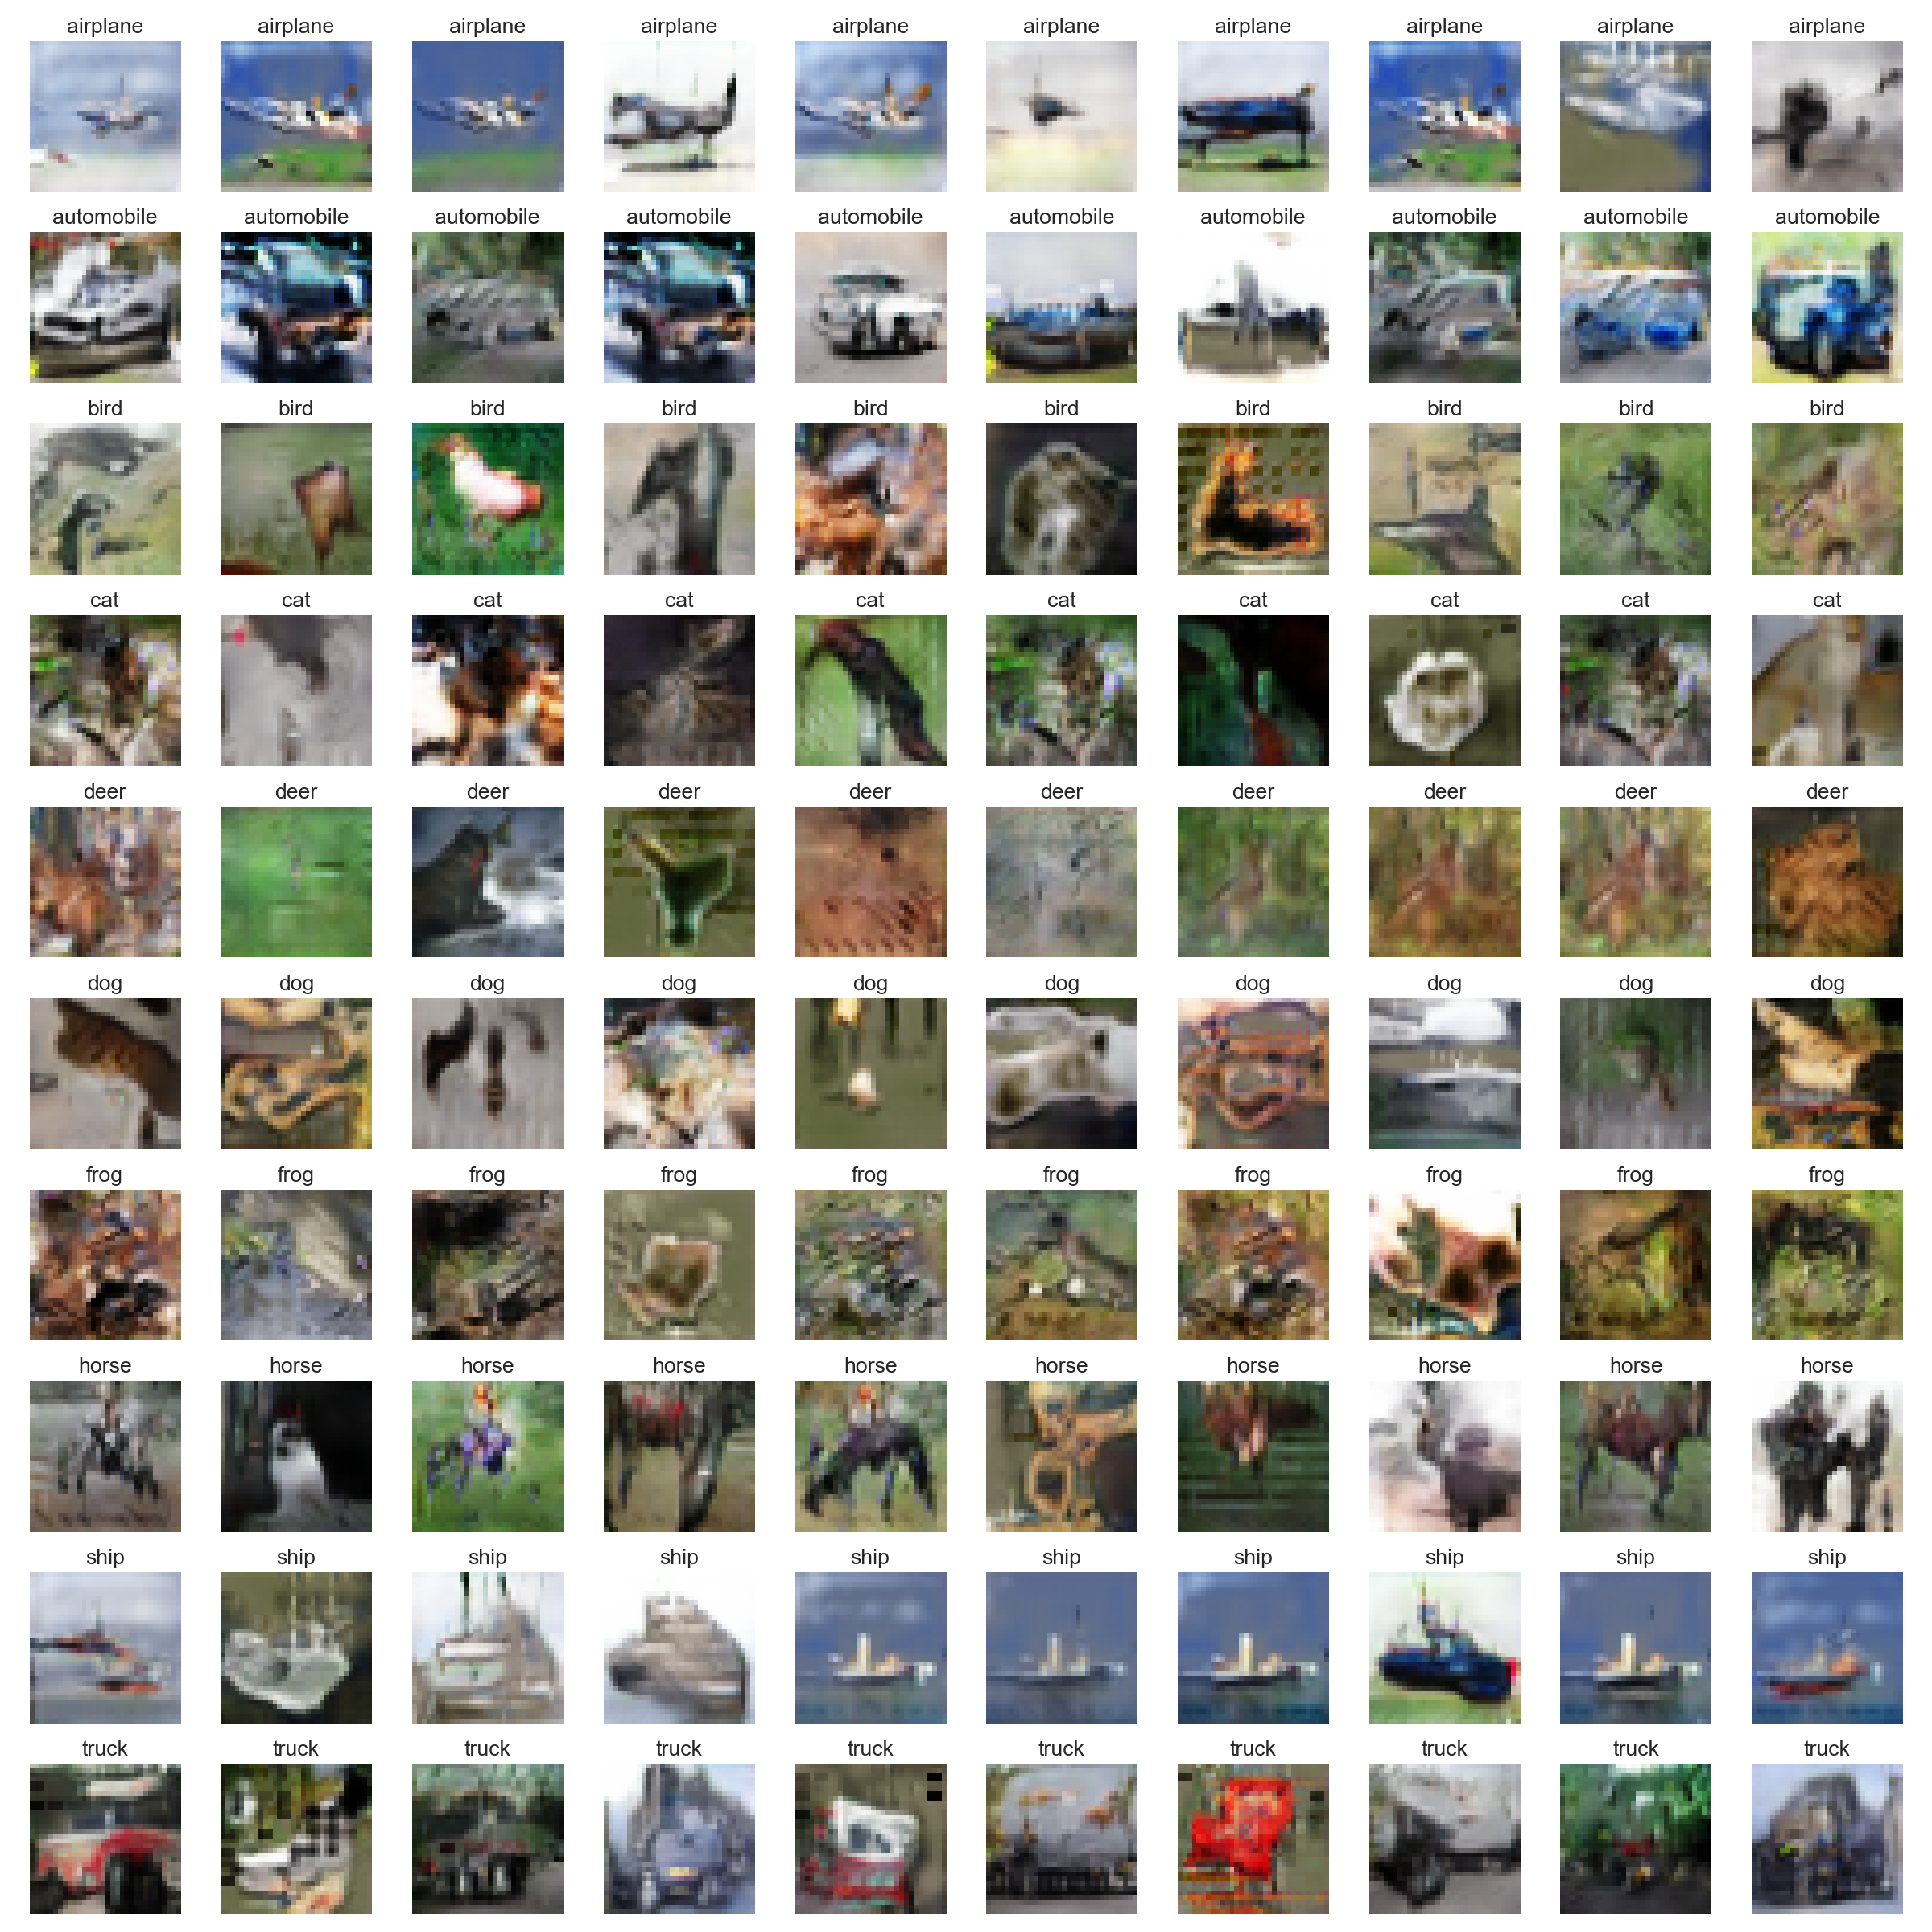 airplane airplane airplane airplane airplane airplane airplane airplane airplane airplane
automobile automobile automobile automobile automobile automobile automobile automobile automobile automobile
bird bird bird bird bird bird bird bird bird bird
cat cat cat cat cat cat cat cat cat cat
deer deer deer deer deer deer deer deer deer deer
dog dog dog dog dog dog dog dog dog dog
frog frog frog frog frog frog frog frog frog frog
horse horse horse horse horse horse horse horse horse horse
ship ship ship ship ship ship ship ship ship ship
truck truck truck truck truck truck truck truck truck truck